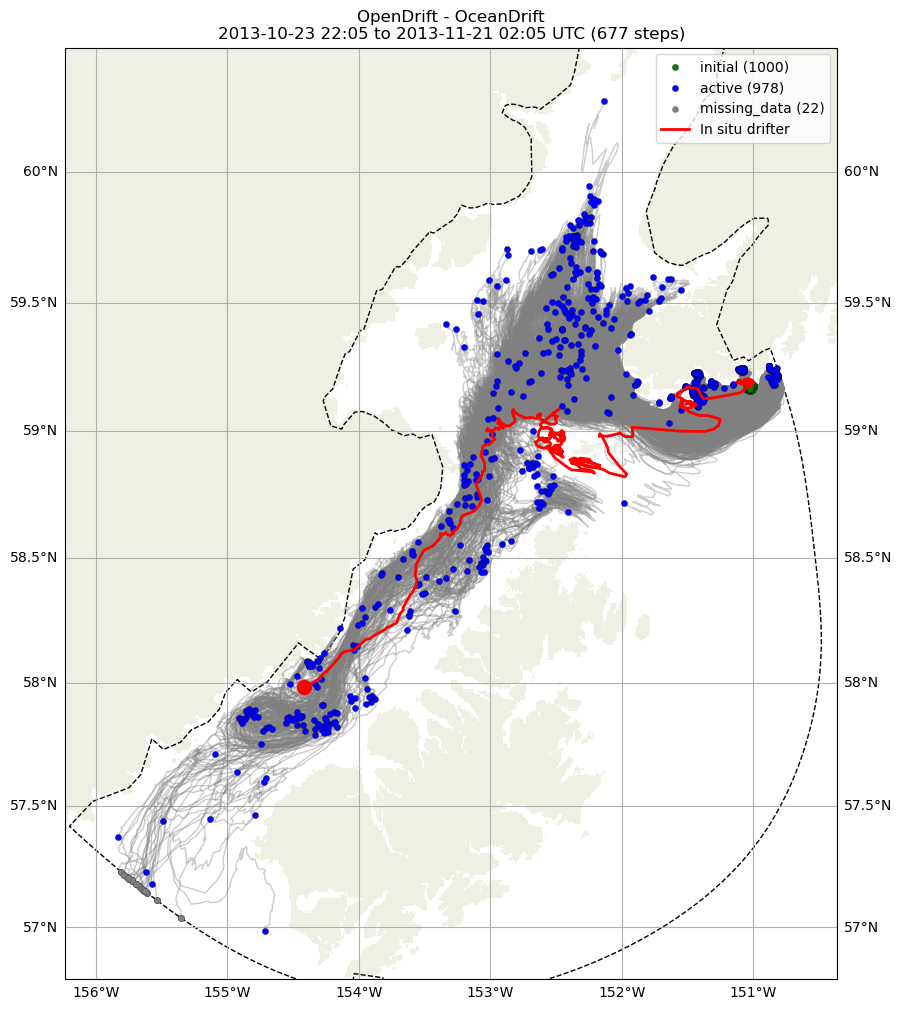 OpenDrift - OceanDrift
2013-10-23 22:05 to 2013-11-21 02:05 UTC (677 steps)
initial (1000)
active (978)
missing_data (22)
In situ drifter
60°N 60°N
59.5°N 59.5°N
59°N 59°N
58.5°N 58.5°N
58°N 58°N
57.5°N 57.5°N
57°N 57°N
156°W 155°W 154°W 153°W 152°W 151°W